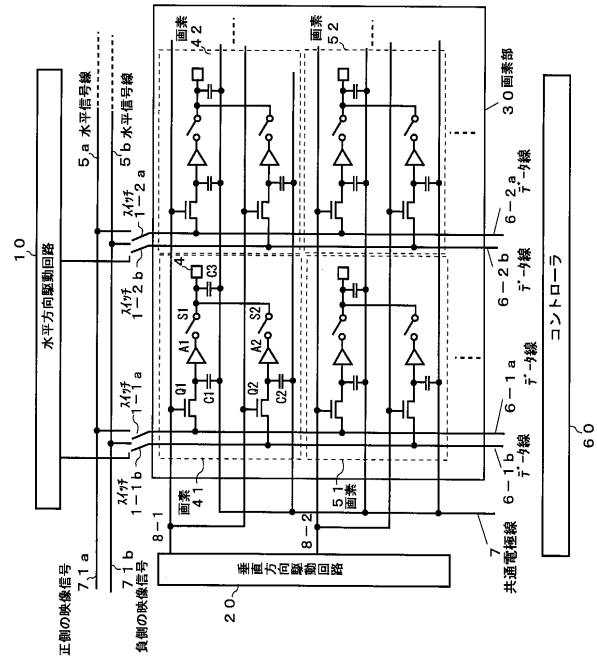 10
水平方向駆動回路
5a 水平信号線
5b 水平信号線
正側の映像信号
71a
71b
負側の映像信号
スイッチ
1-1b
スイッチ
1-1a
スイッチ
1-2b
スイッチ
1-2a
画素
41
画素
42
8-1
Q1
A1
S1
4
C1
C3
Q2
A2
S2
C2
51
画素
画素
52
8-2
20
垂直方向駆動回路
30画素部
7
共通電極線
6-1b
データ線
6-1a
データ線
6-2b
データ線
6-2a
データ線
コントローラ
60